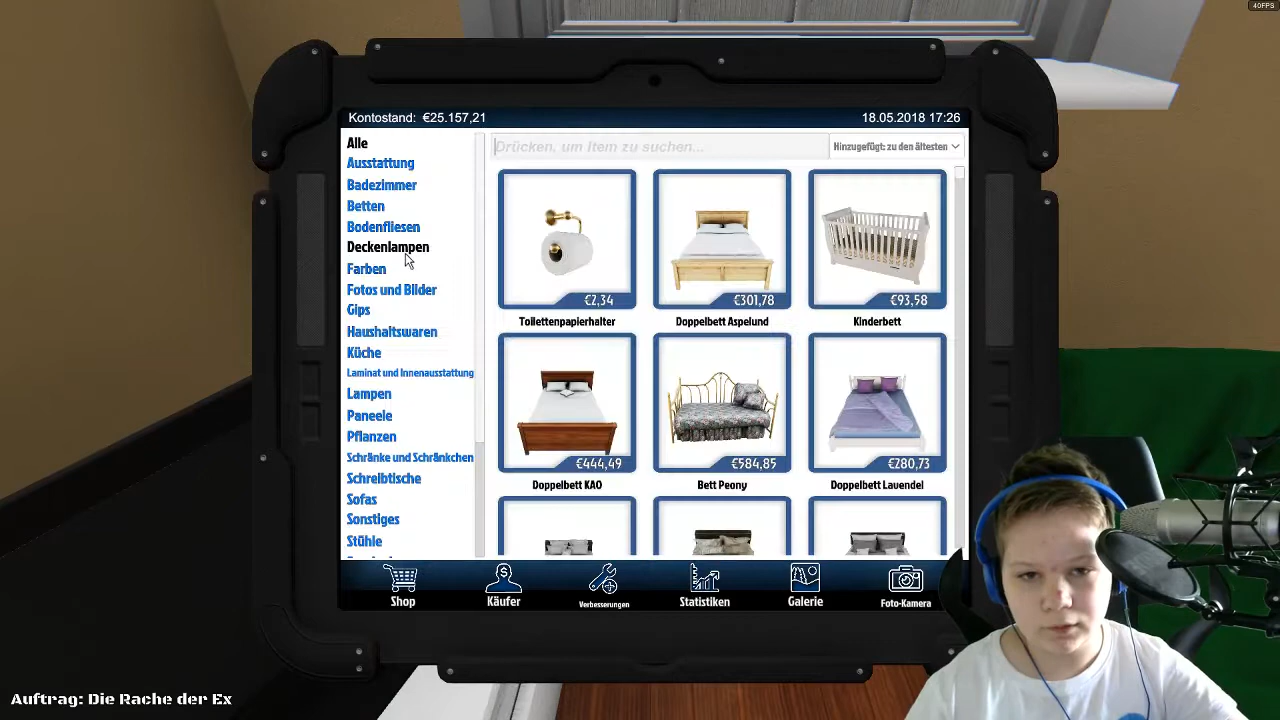 40FPS
Kontostand: €25.157,21
18.05.2018 17:26
Alle
Ausstattung
Badezimmer
Betten
Bodenfliesen
Deckenlampen
Farben
Fotos und Bilder
Gips
Haushaltswaren
Küche
Laminat und Innenausstattung
Lampen
Paneele
Pflanzen
Schränke und Schränkchen
Schreibtische
Sofas
Sonstiges
Stühle
Drücken, um Item zu suchen...
Hinzugefügt: zu den ältesten
€2,34
€301,78
€93,58
Toilettenpapierhalter
Doppelbett Aspelund
Kinderbett
€444,49
€584,85
€280,73
Doppelbett KAO
Bett Peony
Doppelbett Lavendel
Shop
Käufer
Verbesserungen
Statistiken
Galerie
Foto-Kamera
Auftrag: Die Rache der Ex